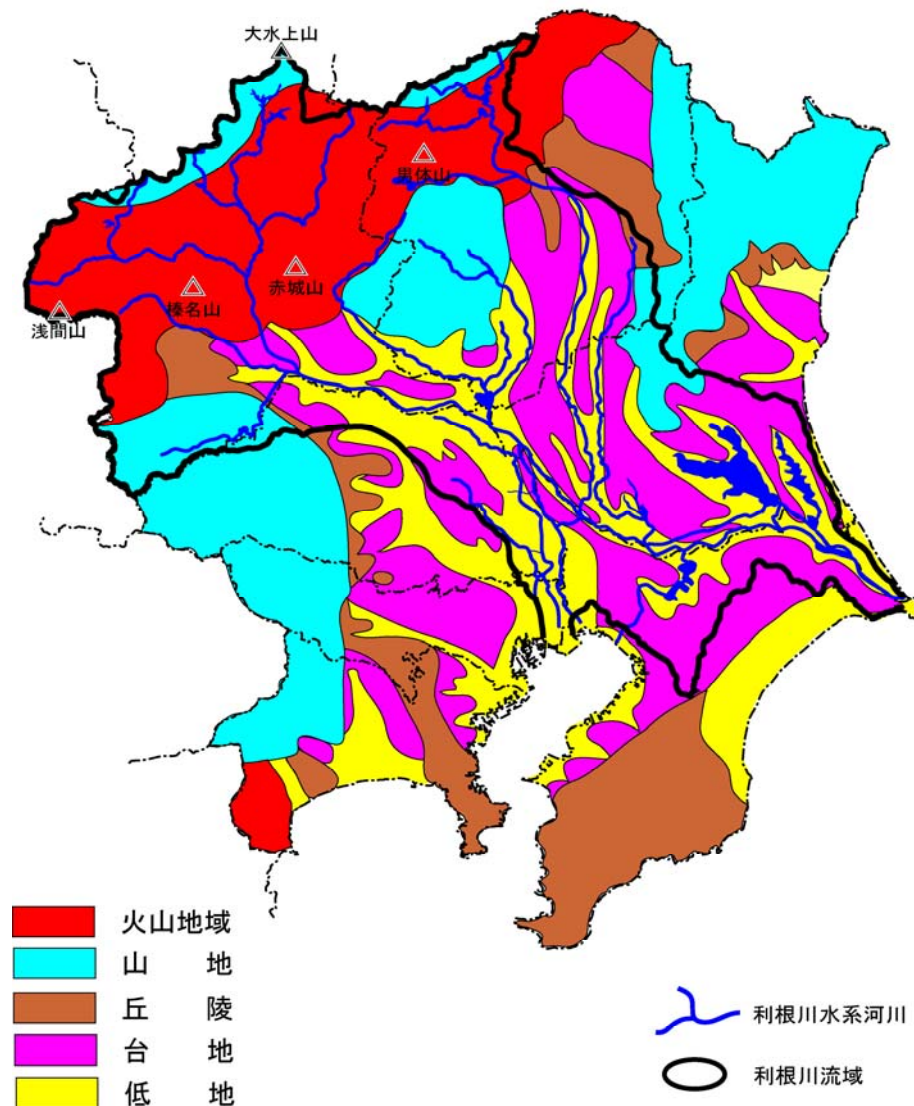 大水上山
男体山
赤城山
榛名山
浅間山
火山地域
山　　地
丘　　陵
台　　地
低　　地
利根川水系河川
利根川流域